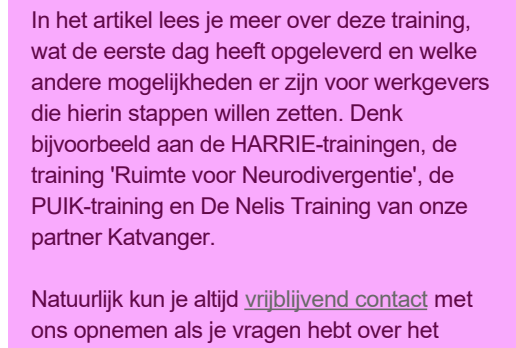 In het artikel lees je meer over deze training,
wat de eerste dag heeft opgeleverd en welke
andere mogelijkheden er zijn voor werkgevers
die hierin stappen willen zetten. Denk
bijvoorbeeld aan de HARRIE-trainingen, de
training 'Ruimte voor Neurodivergentie', de
PUIK-training en De Nelis Training van onze
partner Katvanger.
Natuurlijk kun je altijd vrijblijvend contact met
ons opnemen als je vragen hebt over het